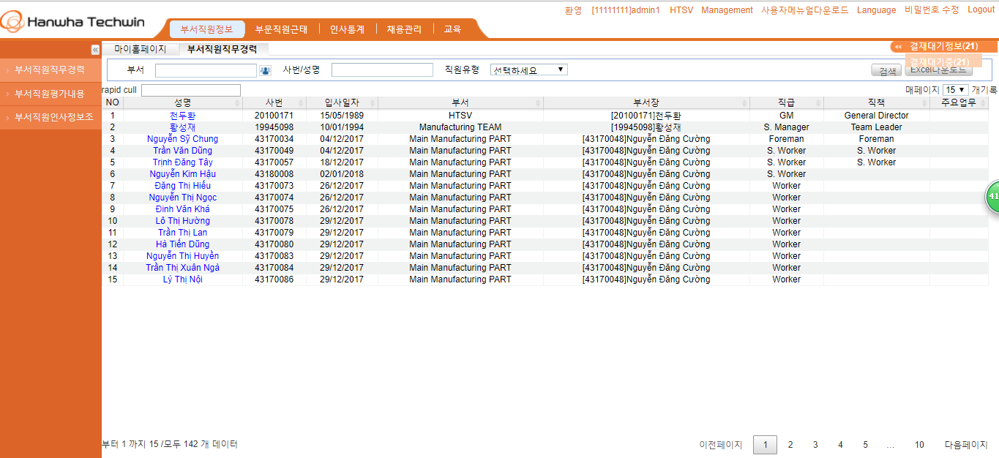 환영 [11111111]admin1 HTSV Management 사용자메뉴얼다운로드 Language 비밀번호 수정 Logout
Hanwha Techwin
부서직원정보 부문직원근태 인사통계 채용관리 교육
« 마이홈페이지 부서직원직무경력 « 결재대기정보(21)
결재대기중(21)
부서직원직무경력
부서직원평가내용
부서직원인사정보조
부서 사번/성명 직원유형 선택하세요 검색 Excel다운로드
rapid cull 매페이지 15 개기록
NO 성명 사번 입사일자 부서 부서장 직급 직책 주요업무
1 전두환 20100171 15/05/1989 HTSV [20100171]전두환 GM General Director
2 황성재 19945098 10/01/1994 Manufacturing TEAM [19945098]황성재 S. Manager Team Leader
3 Nguyễn Sỹ Chung 43170034 04/12/2017 Main Manufacturing PART [43170048]Nguyễn Đăng Cường Foreman Foreman
4 Trần Văn Dũng 43170049 04/12/2017 Main Manufacturing PART [43170048]Nguyễn Đăng Cường S. Worker S. Worker
5 Trịnh Đăng Tây 43170057 18/12/2017 Main Manufacturing PART [43170048]Nguyễn Đăng Cường S. Worker S. Worker
6 Nguyễn Kim Hậu 43180008 02/01/2018 Main Manufacturing PART [43170048]Nguyễn Đăng Cường S. Worker
7 Đặng Thị Hiếu 43170073 26/12/2017 Main Manufacturing PART [43170048]Nguyễn Đăng Cường Worker
8 Nguyễn Thị Ngọc 43170074 26/12/2017 Main Manufacturing PART [43170048]Nguyễn Đăng Cường Worker
9 Đinh Văn Khá 43170075 26/12/2017 Main Manufacturing PART [43170048]Nguyễn Đăng Cường Worker
10 Lô Thị Hường 43170078 29/12/2017 Main Manufacturing PART [43170048]Nguyễn Đăng Cường Worker
11 Trần Thị Lan 43170079 29/12/2017 Main Manufacturing PART [43170048]Nguyễn Đăng Cường Worker
12 Hà Tiến Dũng 43170080 29/12/2017 Main Manufacturing PART [43170048]Nguyễn Đăng Cường Worker
13 Nguyễn Thị Huyền 43170083 29/12/2017 Main Manufacturing PART [43170048]Nguyễn Đăng Cường Worker
14 Trần Thị Xuân Ngà 43170084 29/12/2017 Main Manufacturing PART [43170048]Nguyễn Đăng Cường Worker
15 Lý Thị Nội 43170086 29/12/2017 Main Manufacturing PART [43170048]Nguyễn Đăng Cường Worker
41
부터 1 까지 15 /모두 142 개 데이터 이전페이지 1 2 3 4 5 … 10 다음페이지